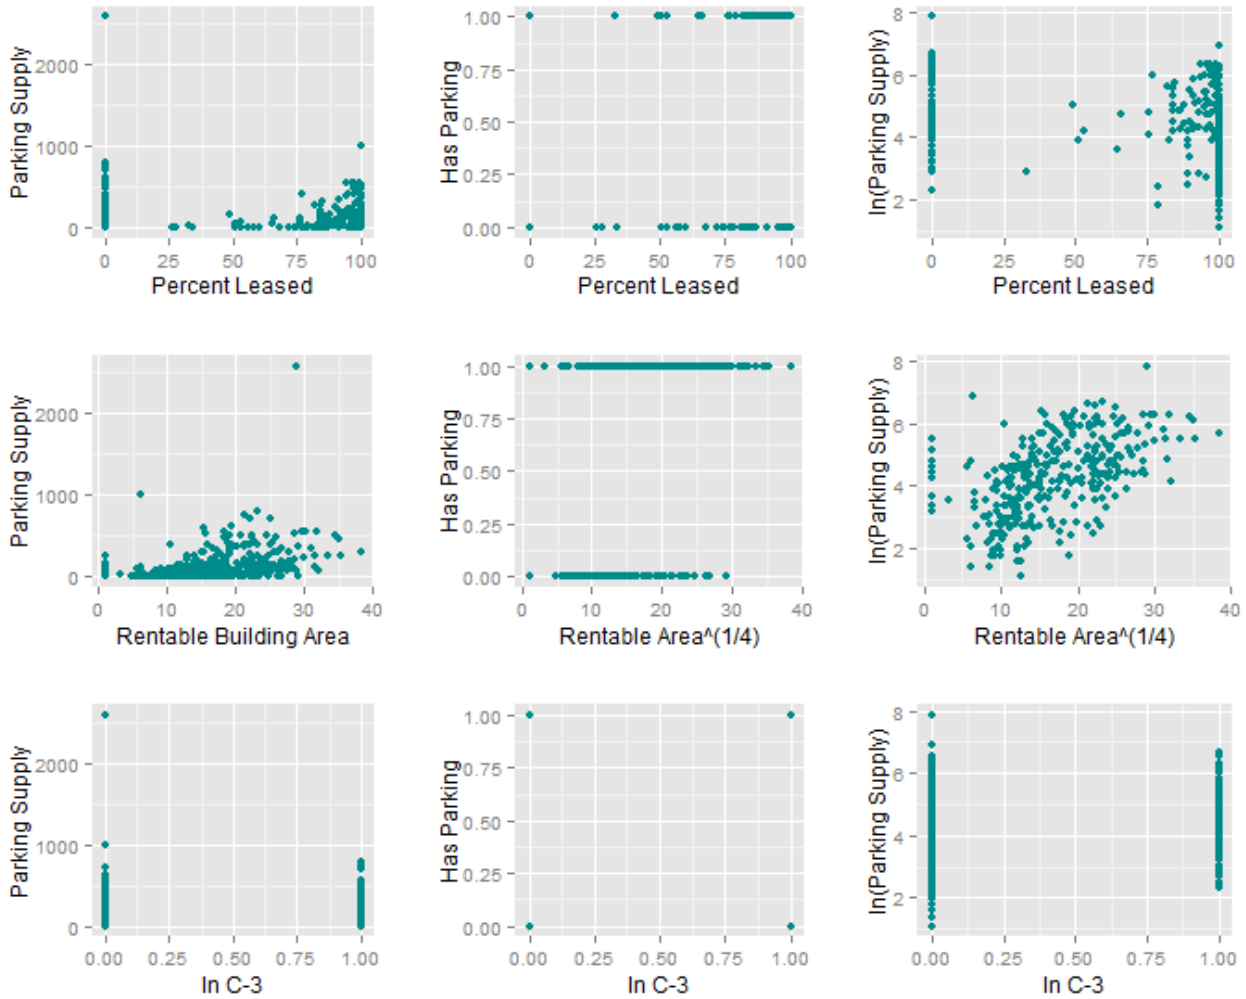 Parking Supply
2000
1000
0
0 25 50 75 100
Percent Leased
Has Parking
1.00
0.75
0.50
0.25
0.00
0 25 50 75 100
Percent Leased
ln(Parking Supply)
8
6
4
2
0 25 50 75 100
Percent Leased
Parking Supply
2000
1000
0
0 10 20 30 40
Rentable Building Area
Has Parking
1.00
0.75
0.50
0.25
0.00
0 10 20 30 40
Rentable Area^(1/4)
ln(Parking Supply)
8
6
4
2
0 10 20 30 40
Rentable Area^(1/4)
Parking Supply
2000
1000
0
0.00 0.25 0.50 0.75 1.00
In C-3
Has Parking
1.00
0.75
0.50
0.25
0.00
0.00 0.25 0.50 0.75 1.00
In C-3
ln(Parking Supply)
8
6
4
2
0.00 0.25 0.50 0.75 1.00
In C-3